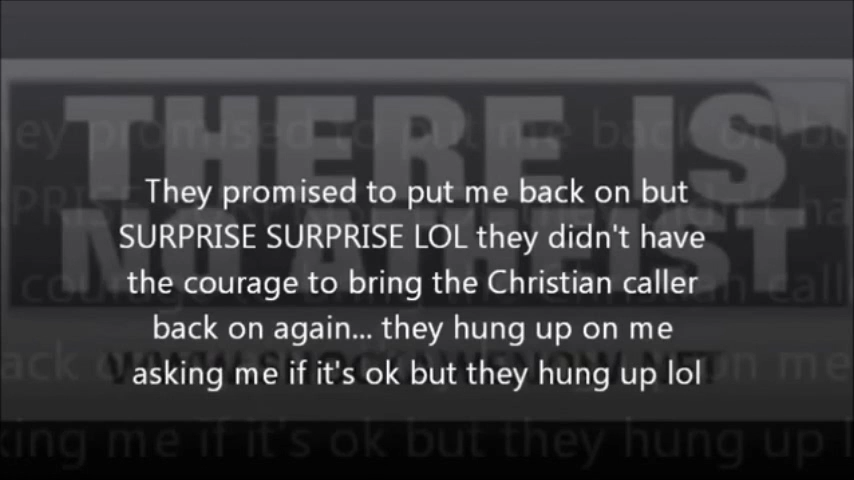 THERE IS
NO ATHEIST
They promised to put me back on but
SURPRISE SURPRISE LOL they didn't have
the courage to bring the Christian caller
back on again... they hung up on me
asking me if it's ok but they hung up lol